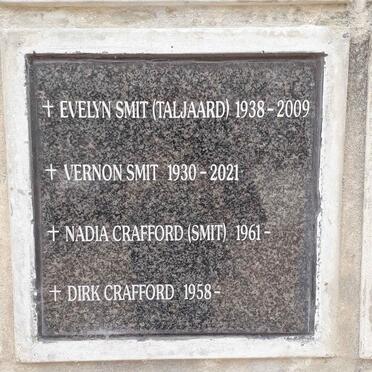 † EVELYN SMIT (TALJAARD) 1938 - 2009
† VERNON SMIT 1930 - 2021
† NADIA CRAFFORD (SMIT) 1961 -
† DIRK CRAFFORD 1958 -